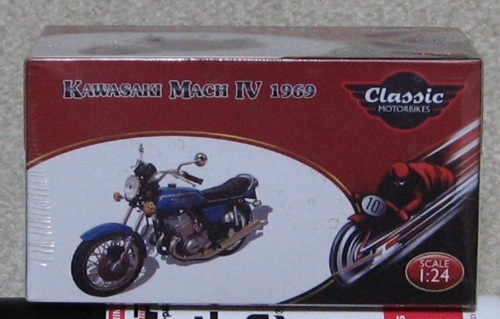 KAWASAKI MACH IV 1969
Classic
MOTORBIKES
10
SCALE
1:24